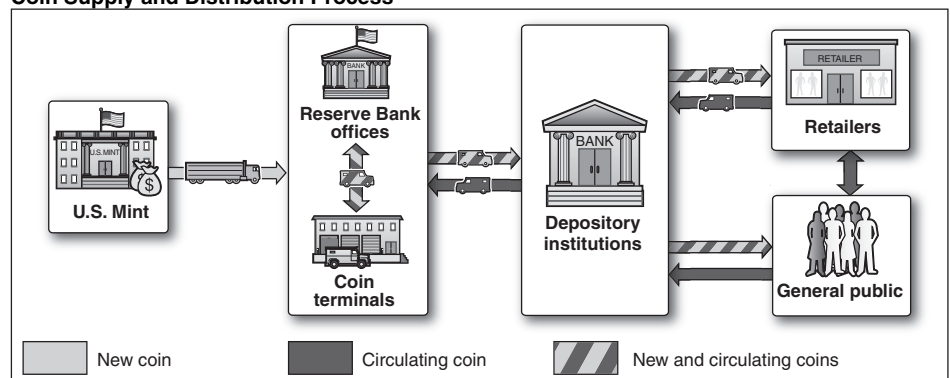 Coin Supply and Distribution Process
BANK
Reserve Bank
offices
U.S. MINT
$
U.S. Mint
Coin
terminals
BANK
Depository
institutions
RETAILER
Retailers
General public
New coin
Circulating coin
New and circulating coins